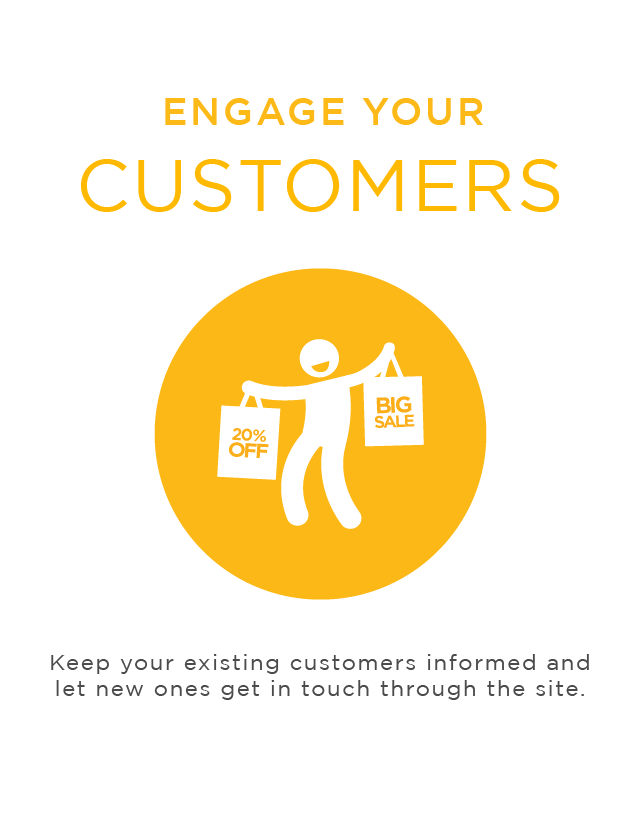 ENGAGE YOUR
CUSTOMERS
20%
OFF
BIG
SALE
Keep your existing customers informed and
let new ones get in touch through the site.